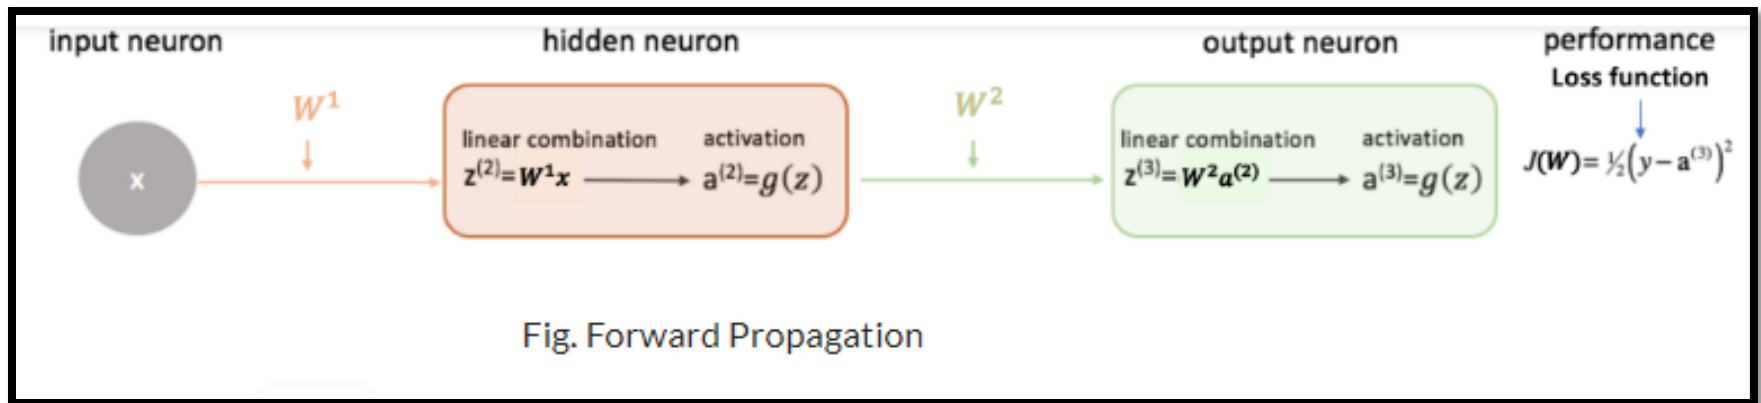 input neuron
hidden neuron
output neuron
performance
Loss function
W¹
W²
x
linear combination
activation
z⁽²⁾=W¹x
a⁽²⁾=g(z)
linear combination
activation
z⁽³⁾=W²a⁽²⁾
a⁽³⁾=g(z)
J(W)= ½(y−a⁽³⁾)²
Fig. Forward Propagation